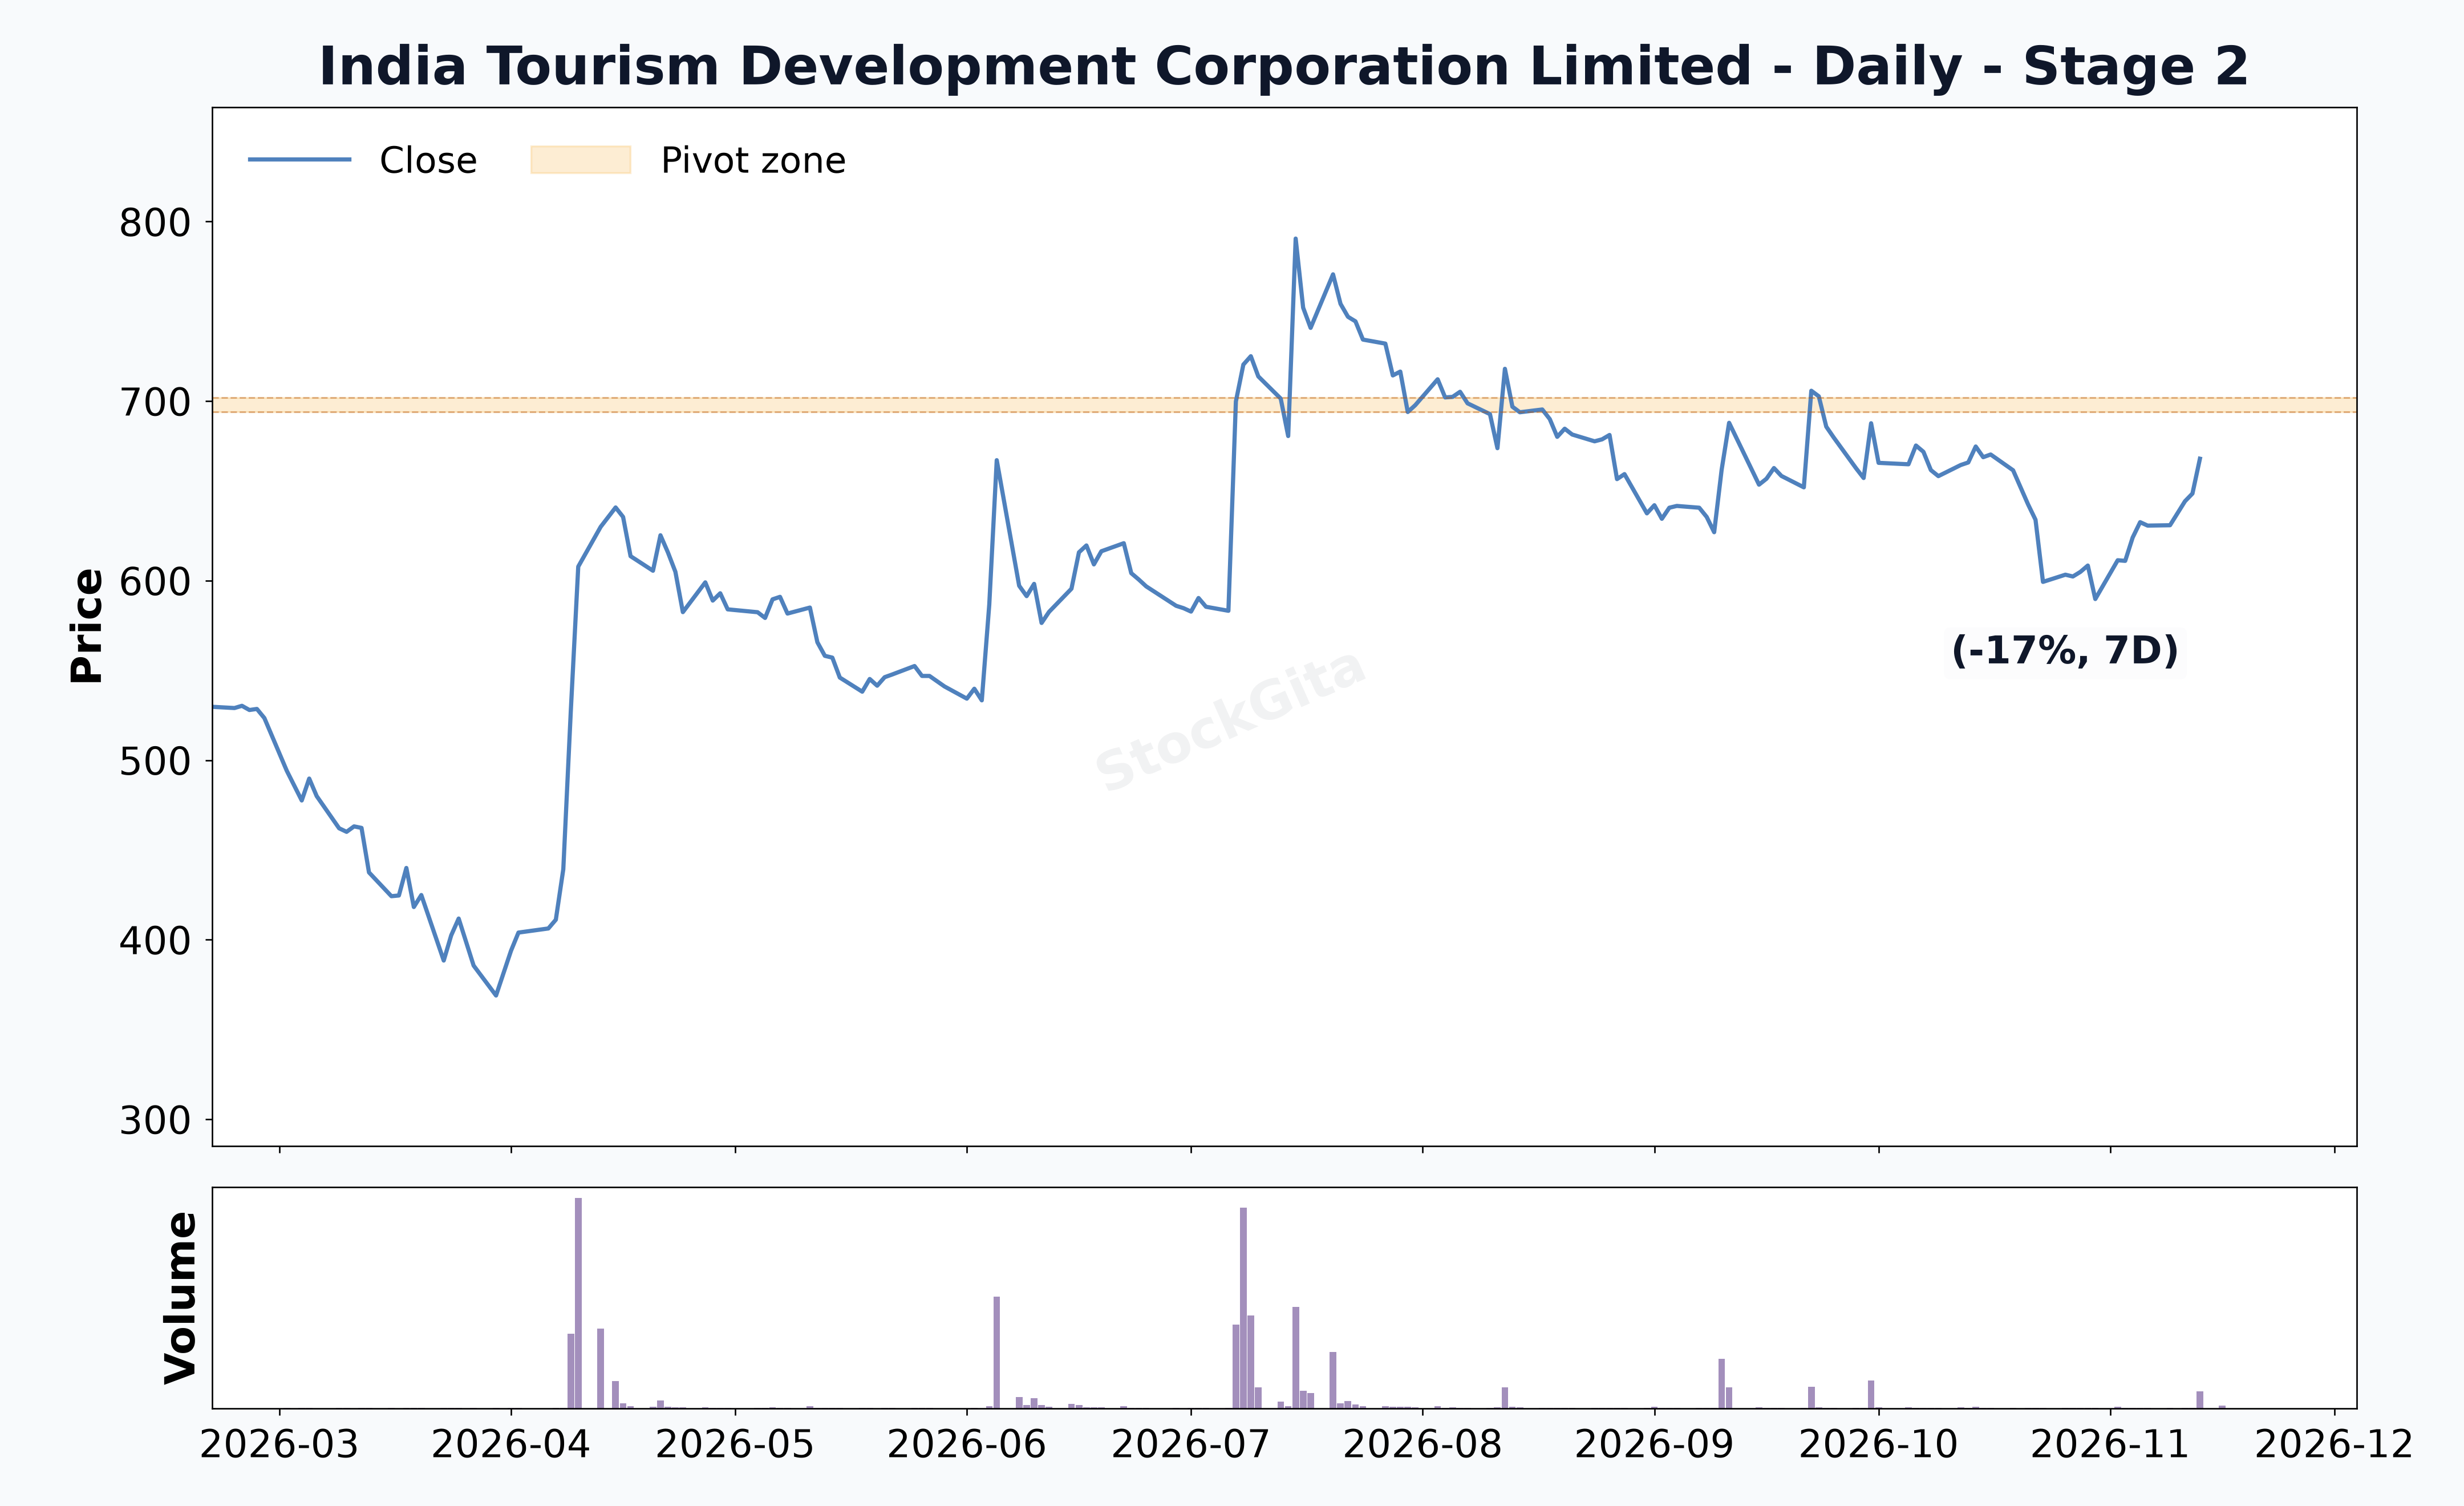 India Tourism Development Corporation Limited - Daily - Stage 2
Close
Pivot zone
800
700
600
500
400
300
Price
(-17%, 7D)
StockGita
Volume
2026-03
2026-04
2026-05
2026-06
2026-07
2026-08
2026-09
2026-10
2026-11
2026-12